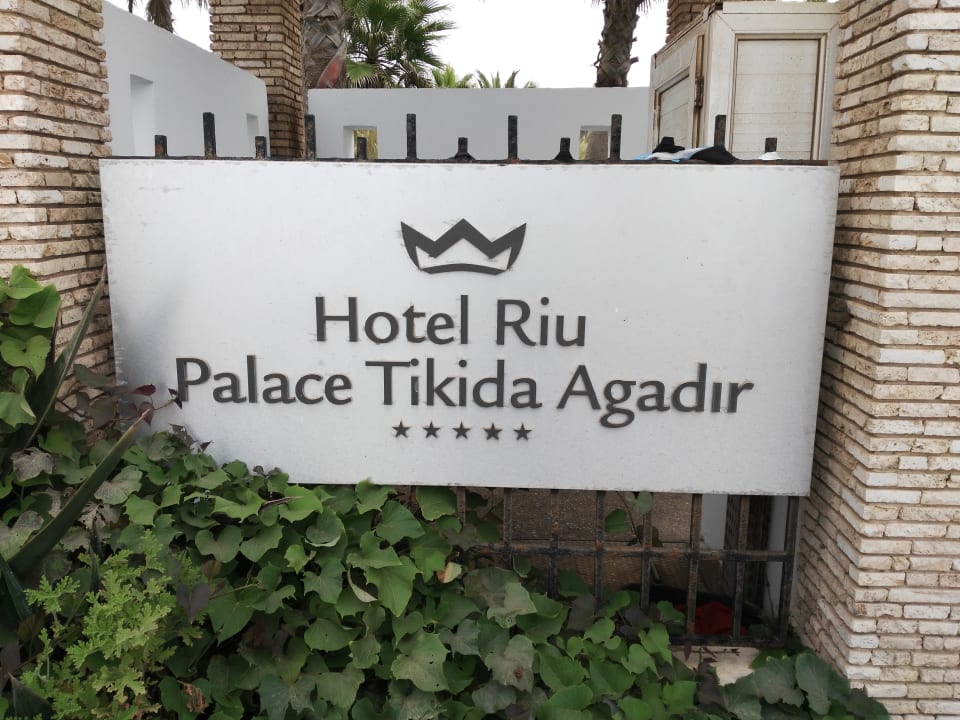 Hotel Riu
Palace Tikida Agadir
★★★★★